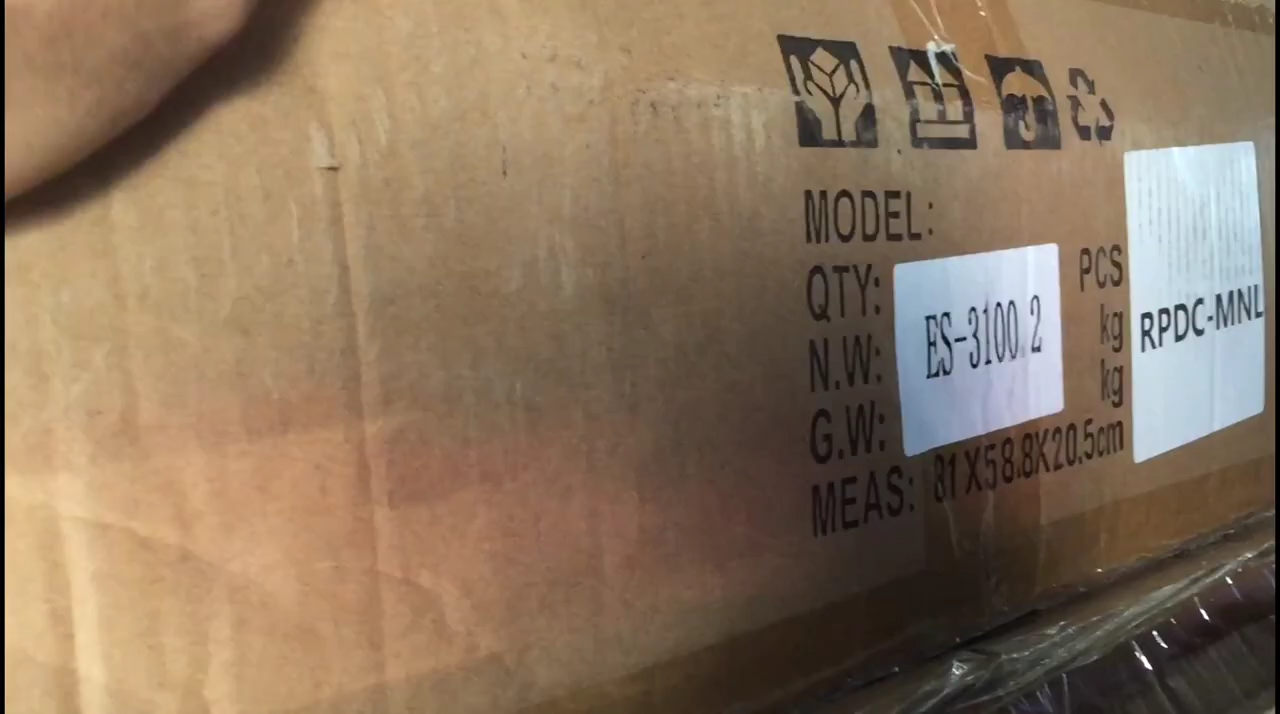 MODEL:
QTY: PCS
N.W: kg
G.W: kg
MEAS: 81X58.8X20.5cm
ES-3100.2
RPDC-MNL